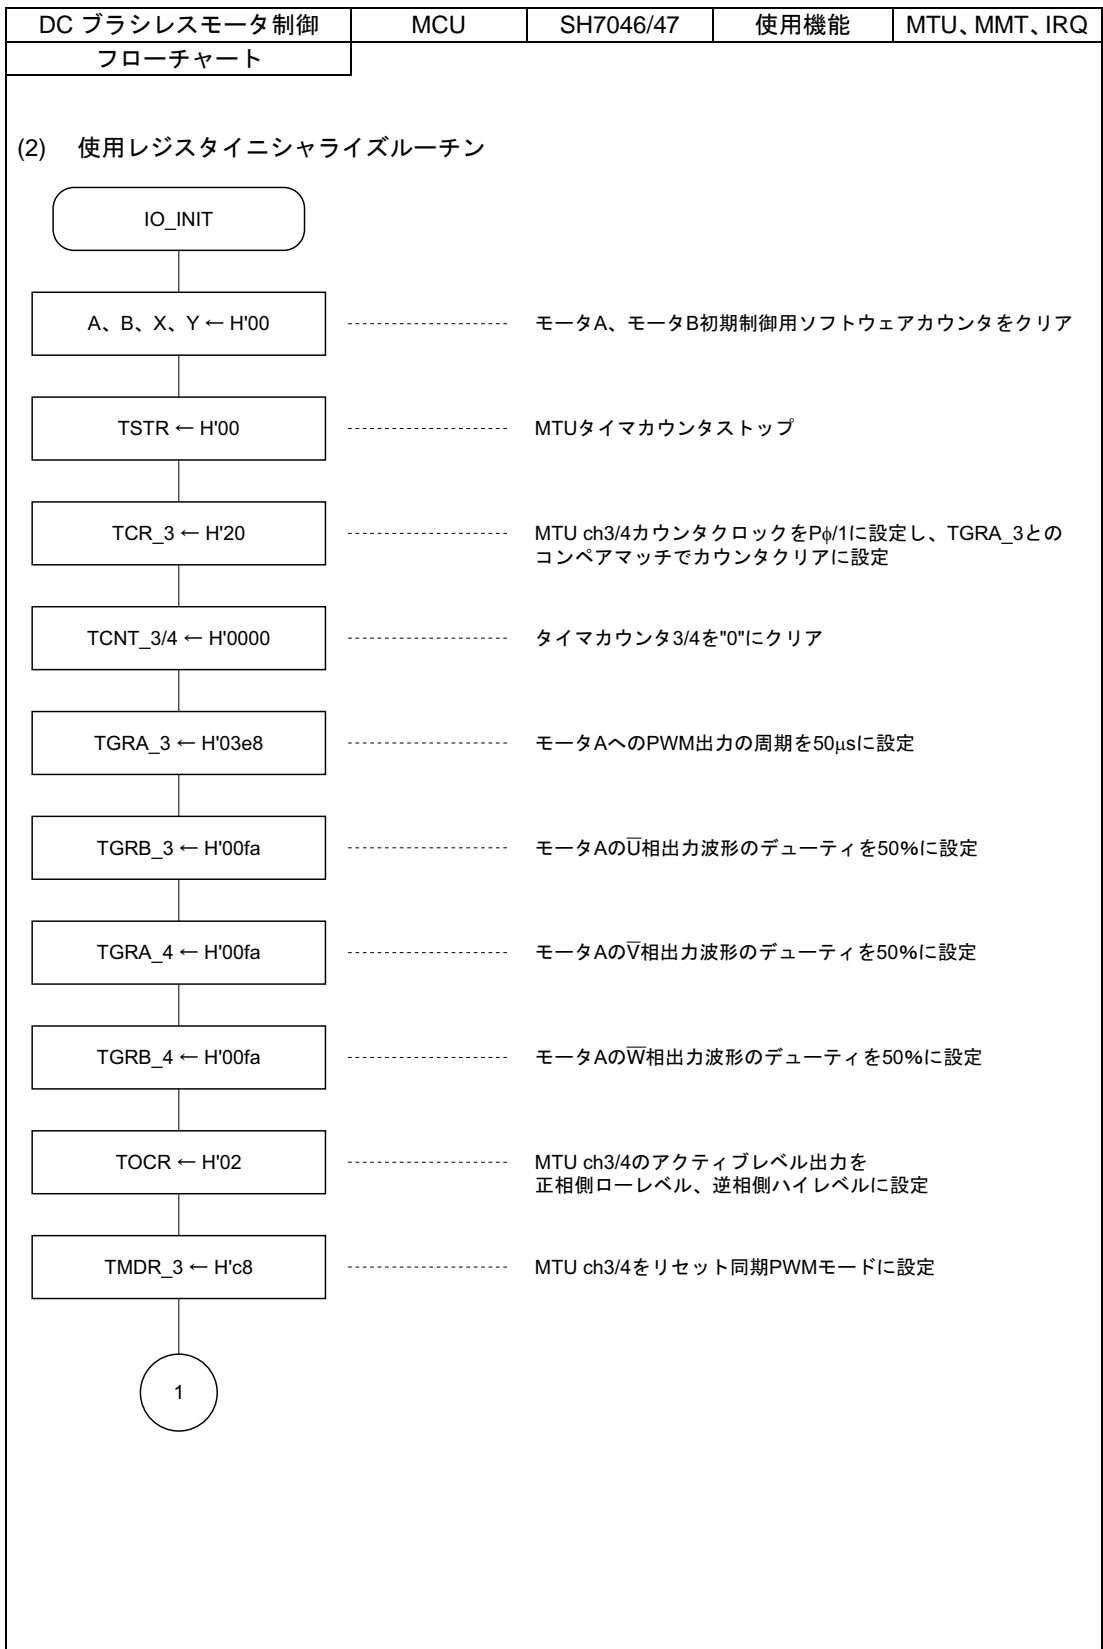 DC ブラシレスモータ制御 MCU SH7046/47 使用機能 MTU、MMT、IRQ
フローチャート
(2) 使用レジスタイニシャライズルーチン
IO_INIT
A、B、X、Y ← H'00 モータA、モータB初期制御用ソフトウェアカウンタをクリア
TSTR ← H'00 MTUタイマカウンタストップ
TCR_3 ← H'20 MTU ch3/4カウンタクロックをPφ/1に設定し、TGRA_3との
コンペアマッチでカウンタクリアに設定
TCNT_3/4 ← H'0000 タイマカウンタ3/4を"0"にクリア
TGRA_3 ← H'03e8 モータAへのPWM出力の周期を50μsに設定
TGRB_3 ← H'00fa モータAのU̅相出力波形のデューティを50%に設定
TGRA_4 ← H'00fa モータAのV̅相出力波形のデューティを50%に設定
TGRB_4 ← H'00fa モータAのW̅相出力波形のデューティを50%に設定
TOCR ← H'02 MTU ch3/4のアクティブレベル出力を
正相側ローレベル、逆相側ハイレベルに設定
TMDR_3 ← H'c8 MTU ch3/4をリセット同期PWMモードに設定
1